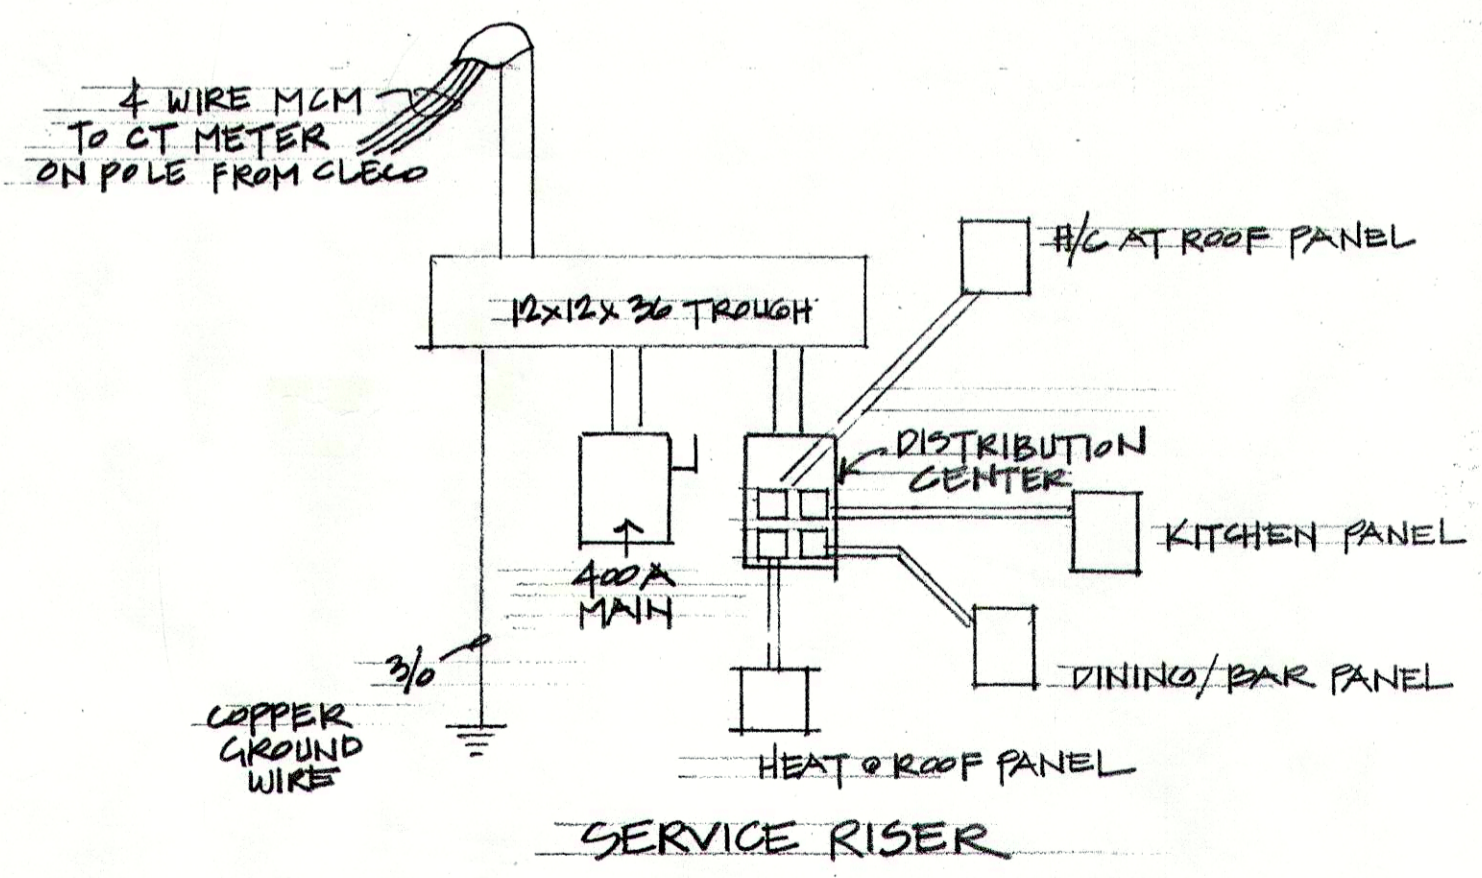 4 WIRE MCM
TO CT METER
ON POLE FROM CLECO
A/C AT ROOF PANEL
12x12x36 TROUGH
DISTRIBUTION
CENTER
KITCHEN PANEL
400A
MAIN
3/0
DINING/BAR PANEL
COPPER
GROUND
WIRE
HEAT @ ROOF PANEL
SERVICE RISER